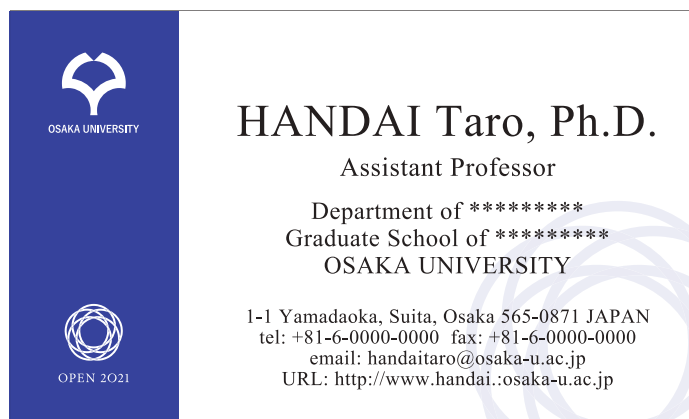 OSAKA UNIVERSITY
OPEN 2021
HANDAI Taro, Ph.D.
Assistant Professor
Department of *********
Graduate School of *********
OSAKA UNIVERSITY
1-1 Yamadaoka, Suita, Osaka 565-0871 JAPAN
tel: +81-6-0000-0000 fax: +81-6-0000-0000
email: handaitaro@osaka-u.ac.jp
URL: http://www.handai.:osaka-u.ac.jp